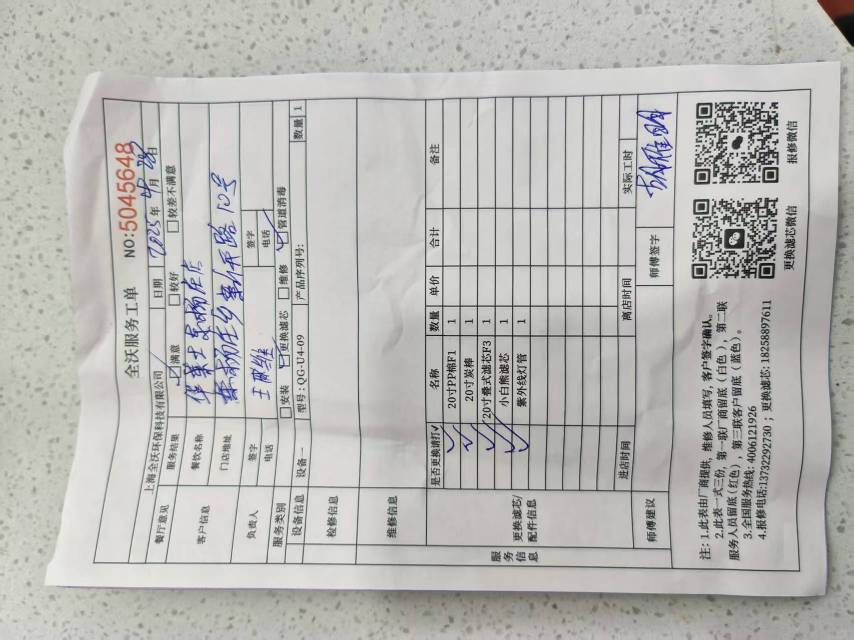 全沃服务工单
NO:5045648
上海全沃环保科技有限公司 日期 2025年4月28日
餐厅意见 服务结果 ☑满意 □较好 □较差不满意
客户信息 餐饮名称 华莱士
门店地址 路12号
负责人 签字 签字
电话 电话
服务类别 □安装 ☑更换滤芯 □维修 ☑管道消毒
设备信息 设备一 型号:QG-U4-09 产品序列号: 数量 1
检修信息
维修信息
服务信息
更换滤芯/配件信息
是否更换请打✓ 名称 数量 单价 合计 备注
✓ 20寸PP棉F1 1
✓ 20寸炭棒 1
✓ 20寸叠式滤芯F3 1
✓ 小白熊滤芯 1
✓ 紫外线灯管 1
进店时间 离店时间 实际工时
师傅建议 师傅签字
注: 1.此表由厂商提供, 维修人员填写, 客户签字确认。
2.此表一式三份, 第一联厂商留底(白色), 第二联
服务人员留底(红色), 第三联客户留底(蓝色)。
3.全国服务热线: 4006121926
4.报修电话:13732292730 ; 更换滤芯: 18258897611
更换滤芯微信 报修微信